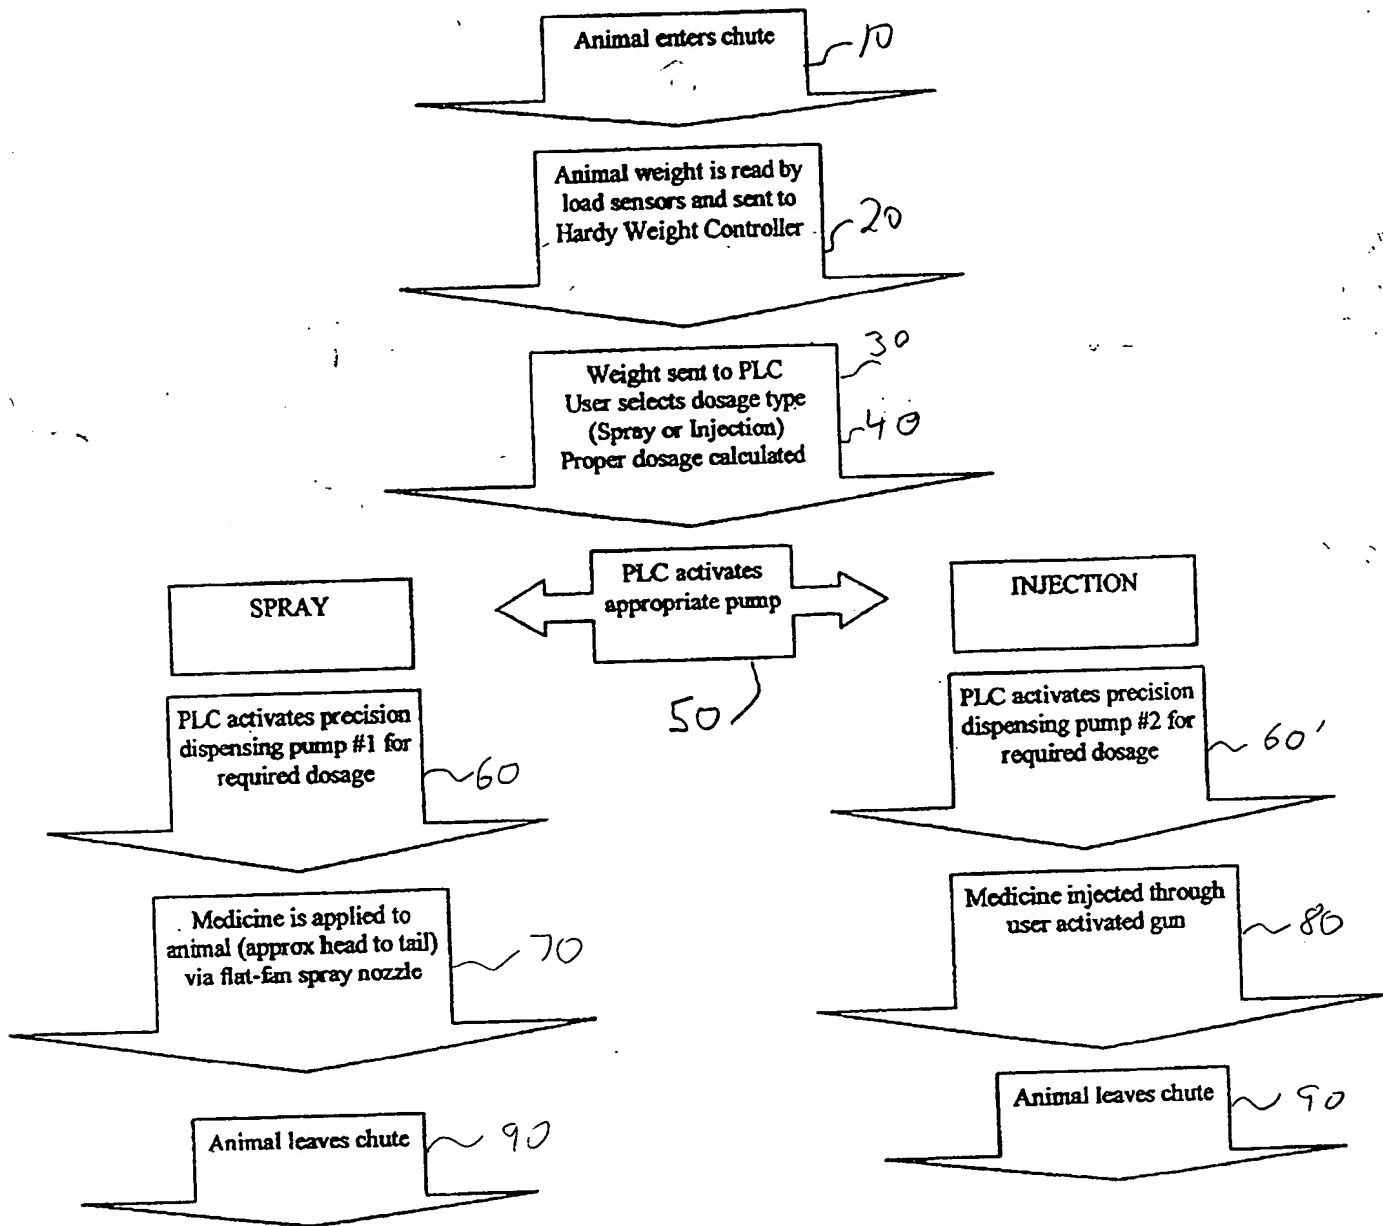 Animal enters chute
10
Animal weight is read by
load sensors and sent to
Hardy Weight Controller
20
Weight sent to PLC
User selects dosage type
(Spray or Injection)
Proper dosage calculated
30
40
PLC activates
appropriate pump
50
SPRAY
INJECTION
PLC activates precision
dispensing pump #1 for
required dosage
60
PLC activates precision
dispensing pump #2 for
required dosage
60'
Medicine is applied to
animal (approx head to tail)
via flat-fan spray nozzle
70
Medicine injected through
user activated gun
80
Animal leaves chute
90
Animal leaves chute
90